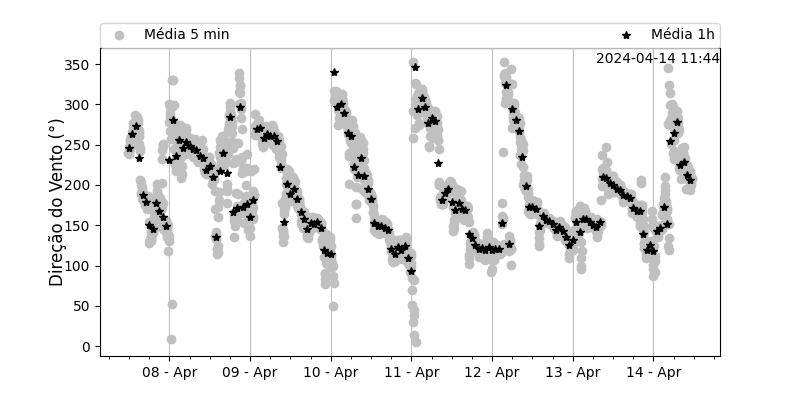 Média 5 min
Média 1h
2024-04-14 11:44
Direção do Vento (°)
350
300
250
200
150
100
50
0
08 - Apr
09 - Apr
10 - Apr
11 - Apr
12 - Apr
13 - Apr
14 - Apr